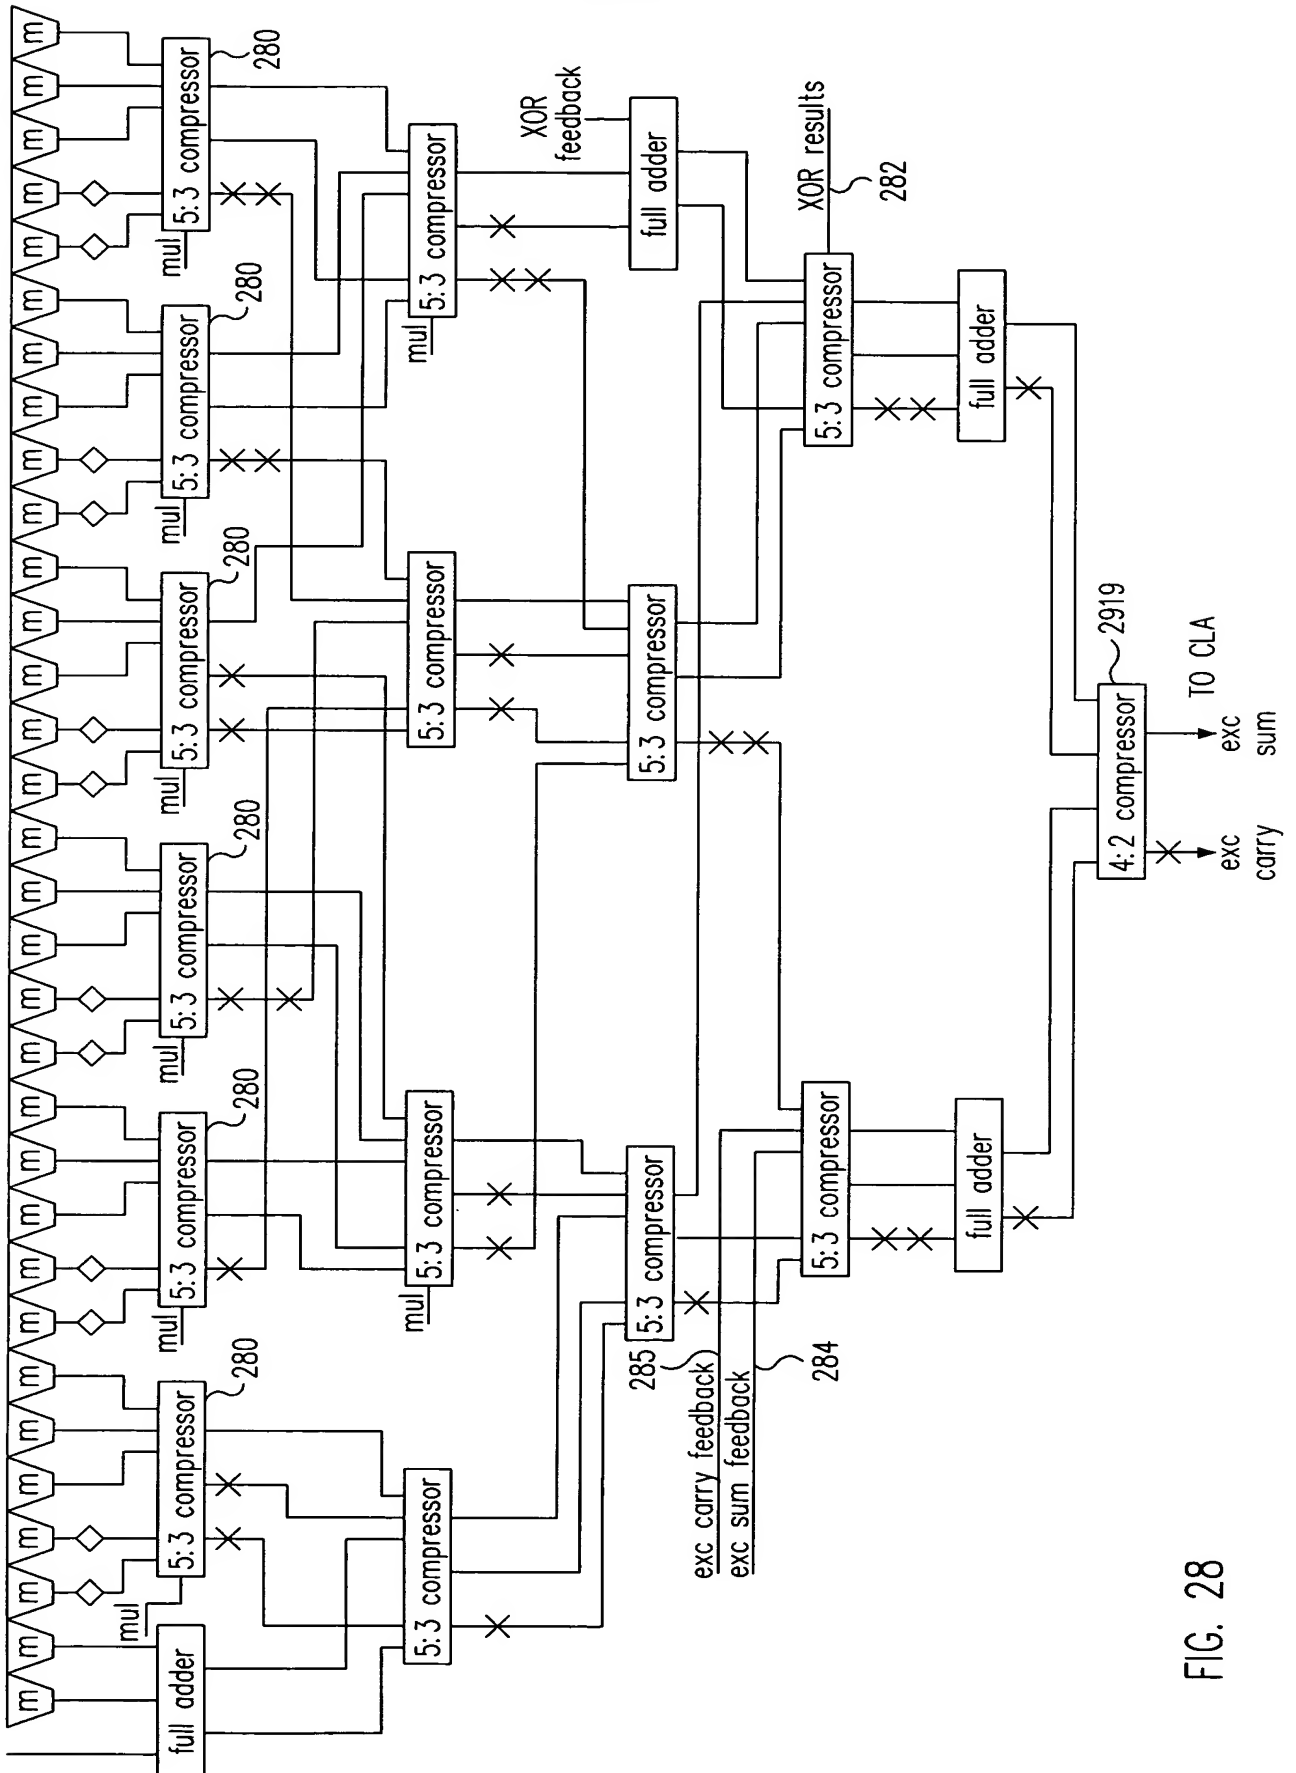 m m m m m m m m m m m m m m m m m m m m m m m m m m m m m m m m
full adder
mul
5:3 compressor
280
mul
5:3 compressor
280
mul
5:3 compressor
280
mul
5:3 compressor
280
mul
5:3 compressor
280
mul
5:3 compressor
280
5:3 compressor
mul
5:3 compressor
5:3 compressor
mul
5:3 compressor
XOR
feedback
5:3 compressor
5:3 compressor
full adder
285
exc carry feedback
exc sum feedback
284
5:3 compressor
5:3 compressor
XOR results
282
full adder
full adder
4:2 compressor
2919
TO CLA
exc
carry
exc
sum
FIG. 28